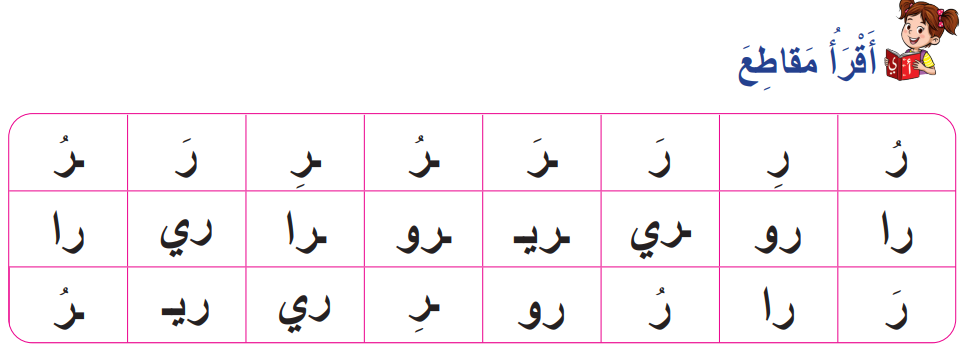 أَقْرَأُ مَقاطِعَ
رُ رِ رَ ـرَ ـرُ ـرِ رَ ـرُ
را رو ـري ـريـ ـرو ـرا ري را
رَ را رُ رو ـرِ ري ريـ ـرُ